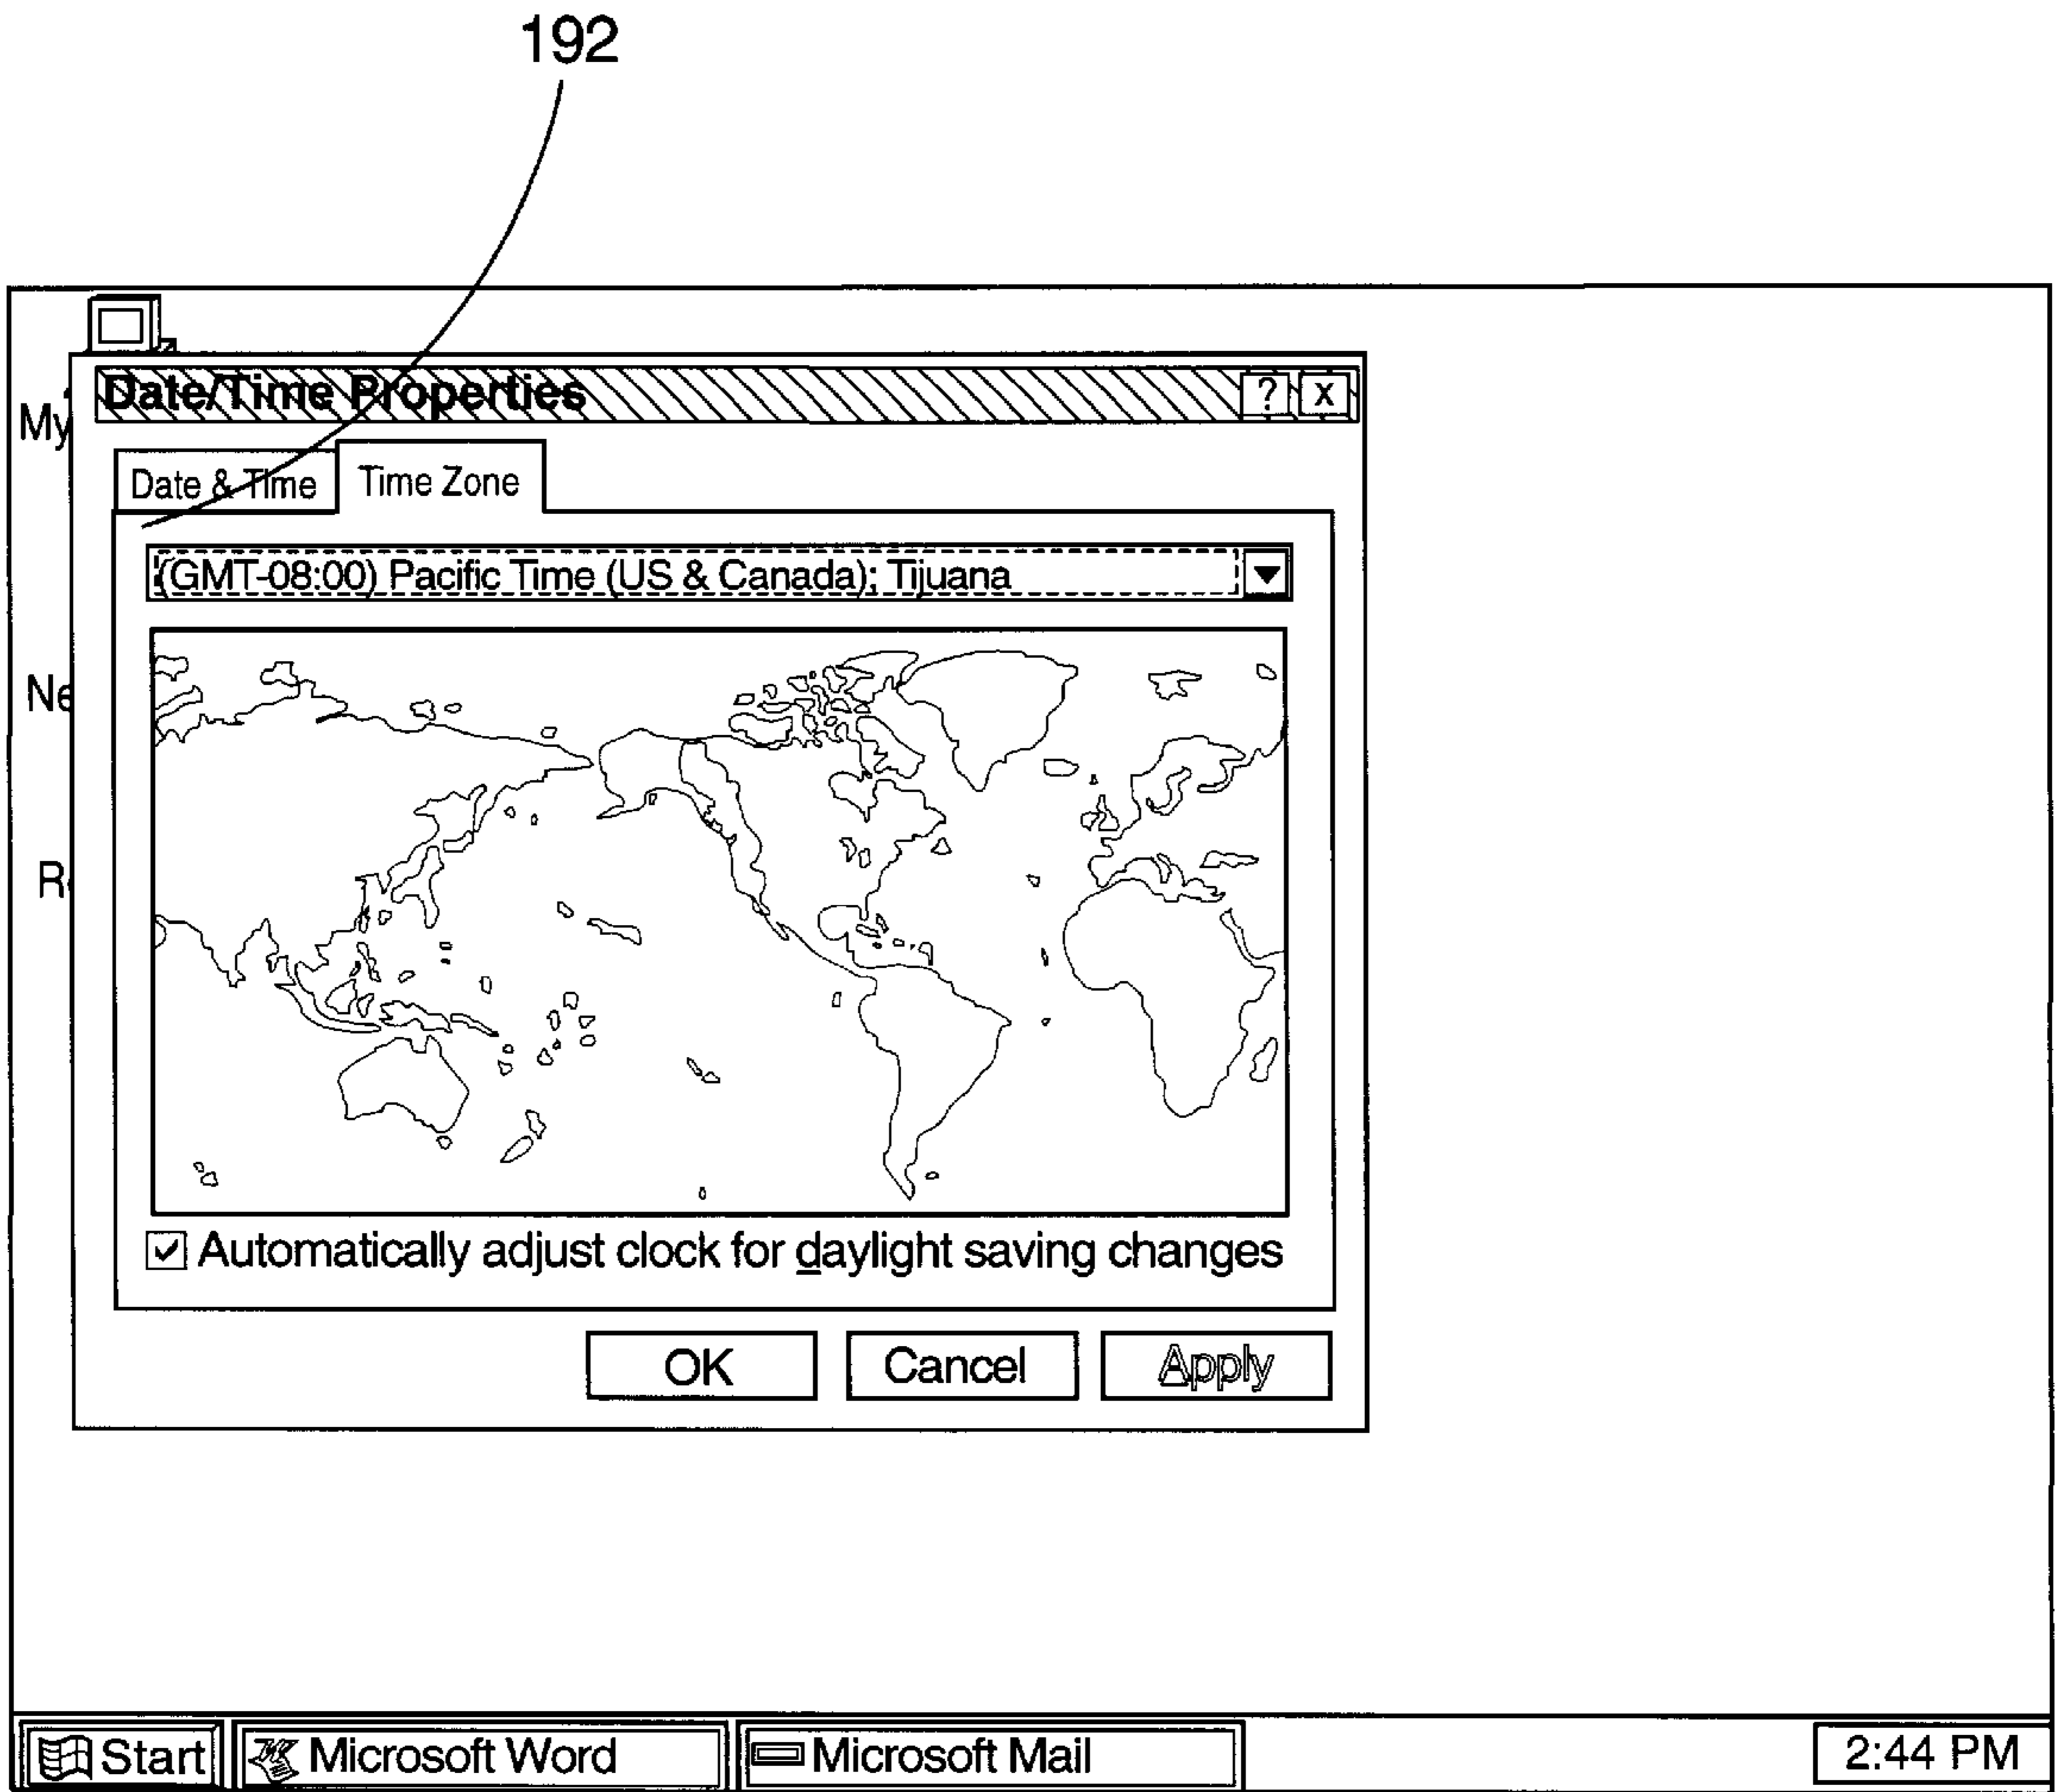 192
Date/Time Properties ? X
My
Date & Time Time Zone
(GMT-08:00) Pacific Time (US & Canada); Tijuana
Ne
R
Automatically adjust clock for daylight saving changes
OK Cancel Apply
Start Microsoft Word Microsoft Mail 2:44 PM